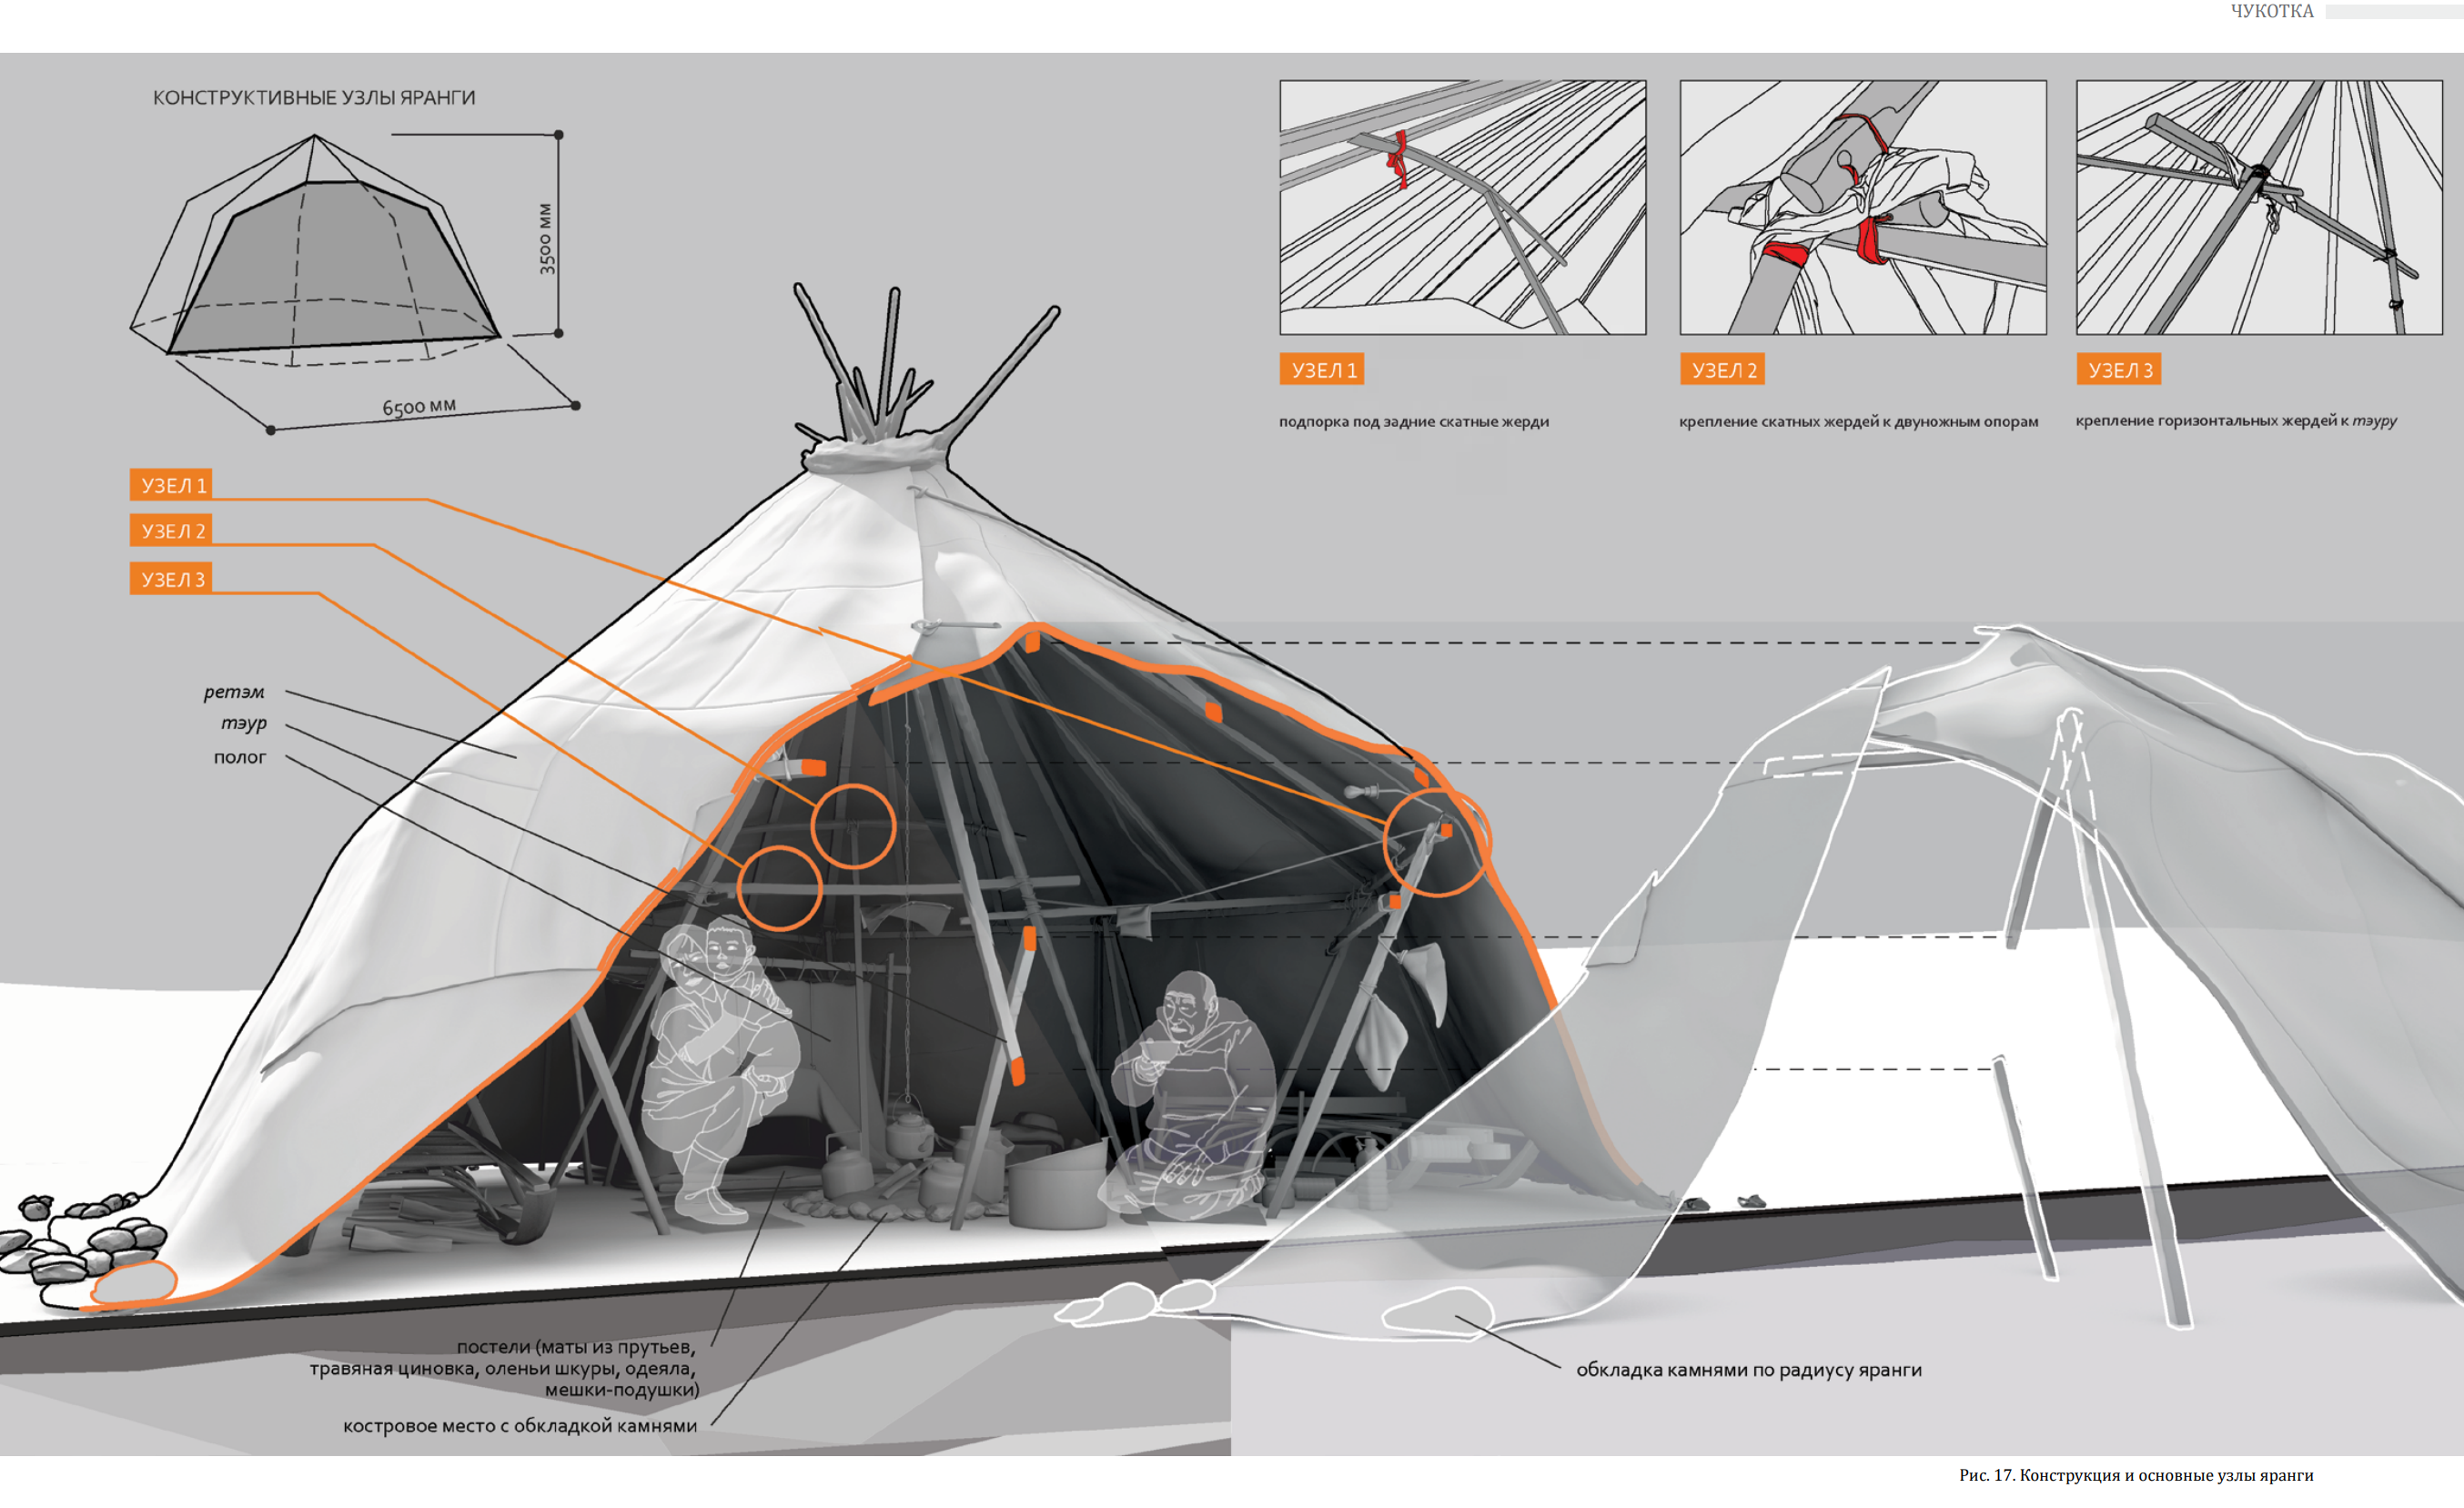 ЧУКОТКА
КОНСТРУКТИВНЫЕ УЗЛЫ ЯРАНГИ
3500 мм
6500 мм
УЗЕЛ 1
подпорка под задние скатные жерди
УЗЕЛ 2
крепление скатных жердей к двуножным опорам
УЗЕЛ 3
крепление горизонтальных жердей к тэуру
УЗЕЛ 1
УЗЕЛ 2
УЗЕЛ 3
ретэм
тэур
полог
постели (маты из прутьев,
травяная циновка, оленьи шкуры, одеяла,
мешки-подушки)
костровое место с обкладкой камнями
обкладка камнями по радиусу яранги
Рис. 17. Конструкция и основные узлы яранги